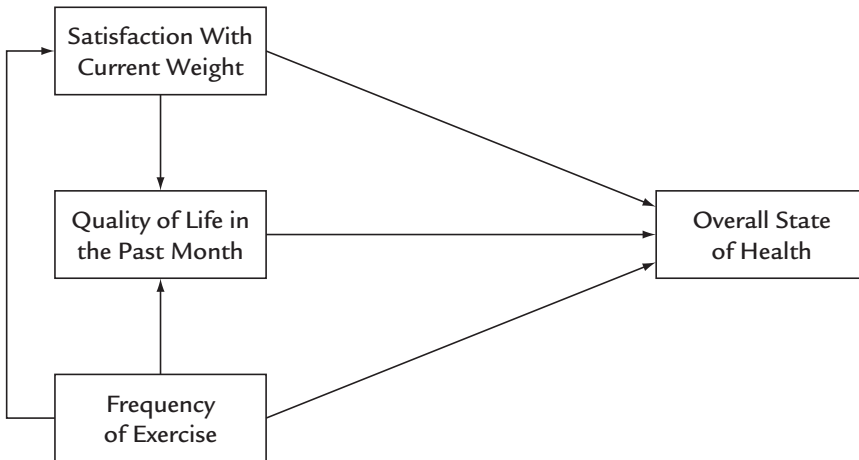 Satisfaction With
Current Weight
Quality of Life in
the Past Month
Overall State
of Health
Frequency
of Exercise